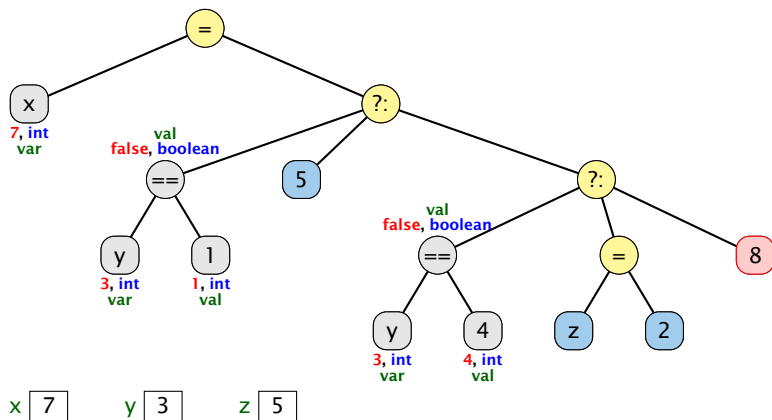 =
x
7, int
var
?:
val
false, boolean
==
5
?:
y
3, int
var
1
1, int
val
val
false, boolean
==
=
8
y
3, int
var
4
4, int
val
z
2
x 7 y 3 z 5